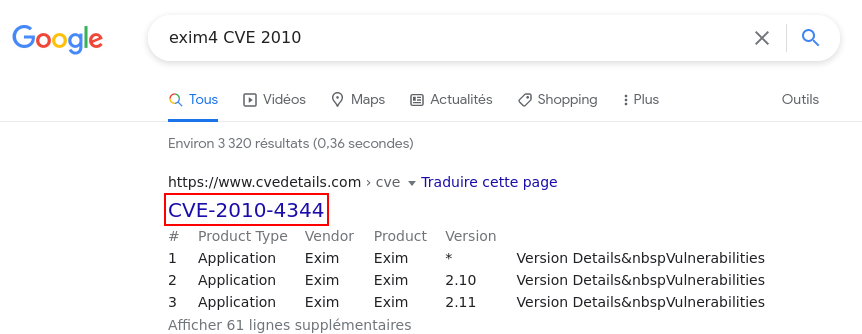 Google
exim4 CVE 2010
Tous Vidéos Maps Actualités Shopping Plus Outils
Environ 3 320 résultats (0,36 secondes)
https://www.cvedetails.com › cve Traduire cette page
CVE-2010-4344
# Product Type Vendor Product Version
1 Application Exim Exim * Version Details&nbspVulnerabilities
2 Application Exim Exim 2.10 Version Details&nbspVulnerabilities
3 Application Exim Exim 2.11 Version Details&nbspVulnerabilities
Afficher 61 lignes supplémentaires